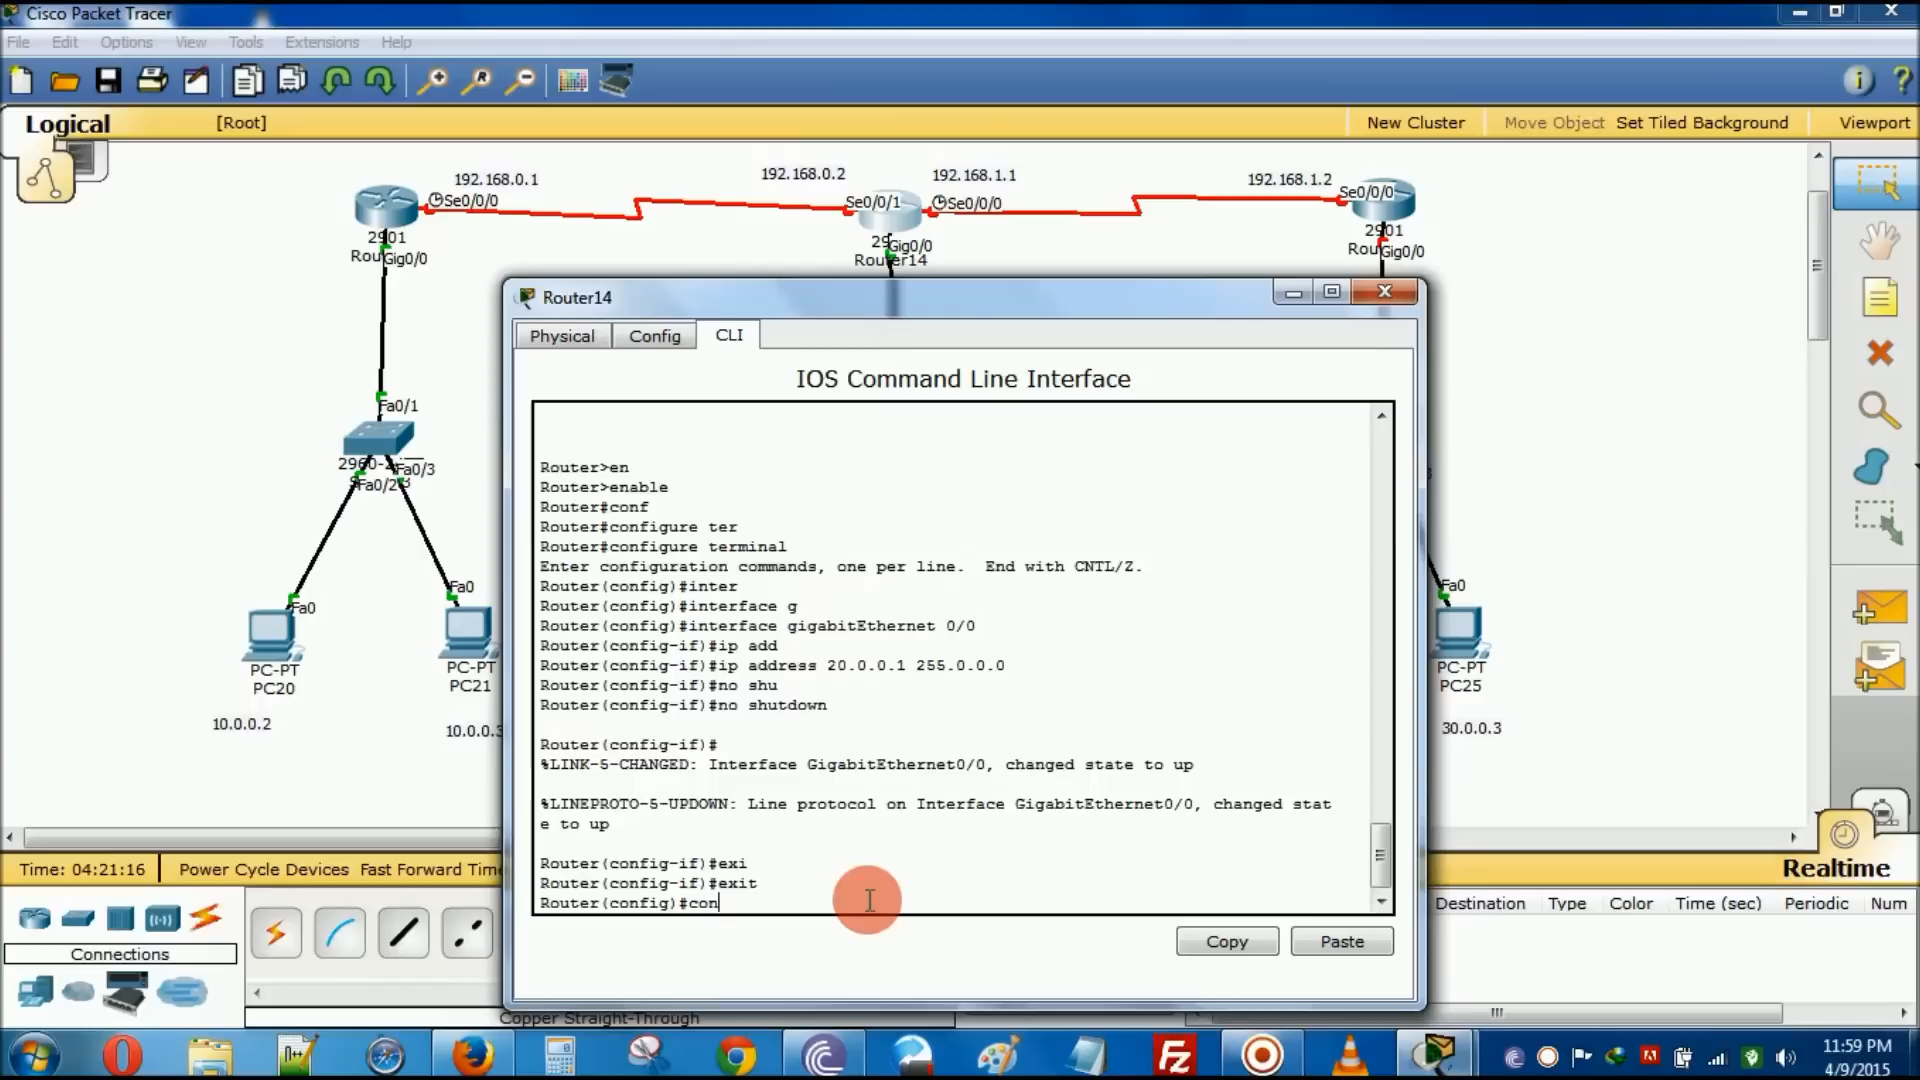 Cisco Packet Tracer
File Edit Options View Tools Extensions Help
Logical [Root] New Cluster Move Object Set Tiled Background Viewport
192.168.0.1
192.168.0.2
192.168.1.1
192.168.1.2
Se0/0/0
Se0/0/1
Se0/0/0
Se0/0/0
2901
Gig0/0
Gig0/0
Router14
2901
Gig0/0
Fa0/1
Fa0/3
Fa0/2
Fa0
Fa0
PC-PT
PC20
PC-PT
PC21
10.0.0.2
10.0.0.3
Fa0
PC-PT
PC25
30.0.0.3
Router14
Physical Config CLI
IOS Command Line Interface
Router>en
Router>enable
Router#conf
Router#configure ter
Router#configure terminal
Enter configuration commands, one per line.  End with CNTL/Z.
Router(config)#inter
Router(config)#interface g
Router(config)#interface gigabitEthernet 0/0
Router(config-if)#ip add
Router(config-if)#ip address 20.0.0.1 255.0.0.0
Router(config-if)#no shu
Router(config-if)#no shutdown
Router(config-if)#
%LINK-5-CHANGED: Interface GigabitEthernet0/0, changed state to up
%LINEPROTO-5-UPDOWN: Line protocol on Interface GigabitEthernet0/0, changed stat
e to up
Router(config-if)#exi
Router(config-if)#exit
Router(config)#con
Copy Paste
Time: 04:21:16 Power Cycle Devices Fast Forward Time
Realtime
Destination Type Color Time (sec) Periodic Num
Connections
Copper Straight-Through
11:59 PM
4/9/2015